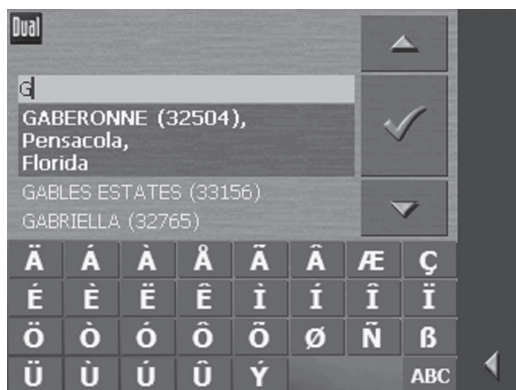 Dual
G
GABERONNE (32504),
Pensacola,
Florida
GABLES ESTATES (33156)
GABRIELLA (32765)
Ä Á À Å Ã Â Æ Ç
É È Ë Ê Ì Í Î Ï
Ö Ò Ó Ô Õ Ø Ñ ß
Ü Ù Ú Û Ý ABC